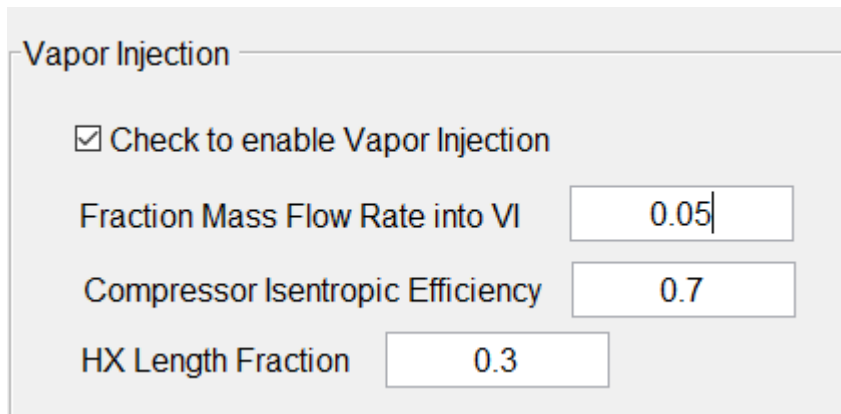 Vapor Injection
Check to enable Vapor Injection
Fraction Mass Flow Rate into VI 0.05
Compressor Isentropic Efficiency 0.7
HX Length Fraction 0.3